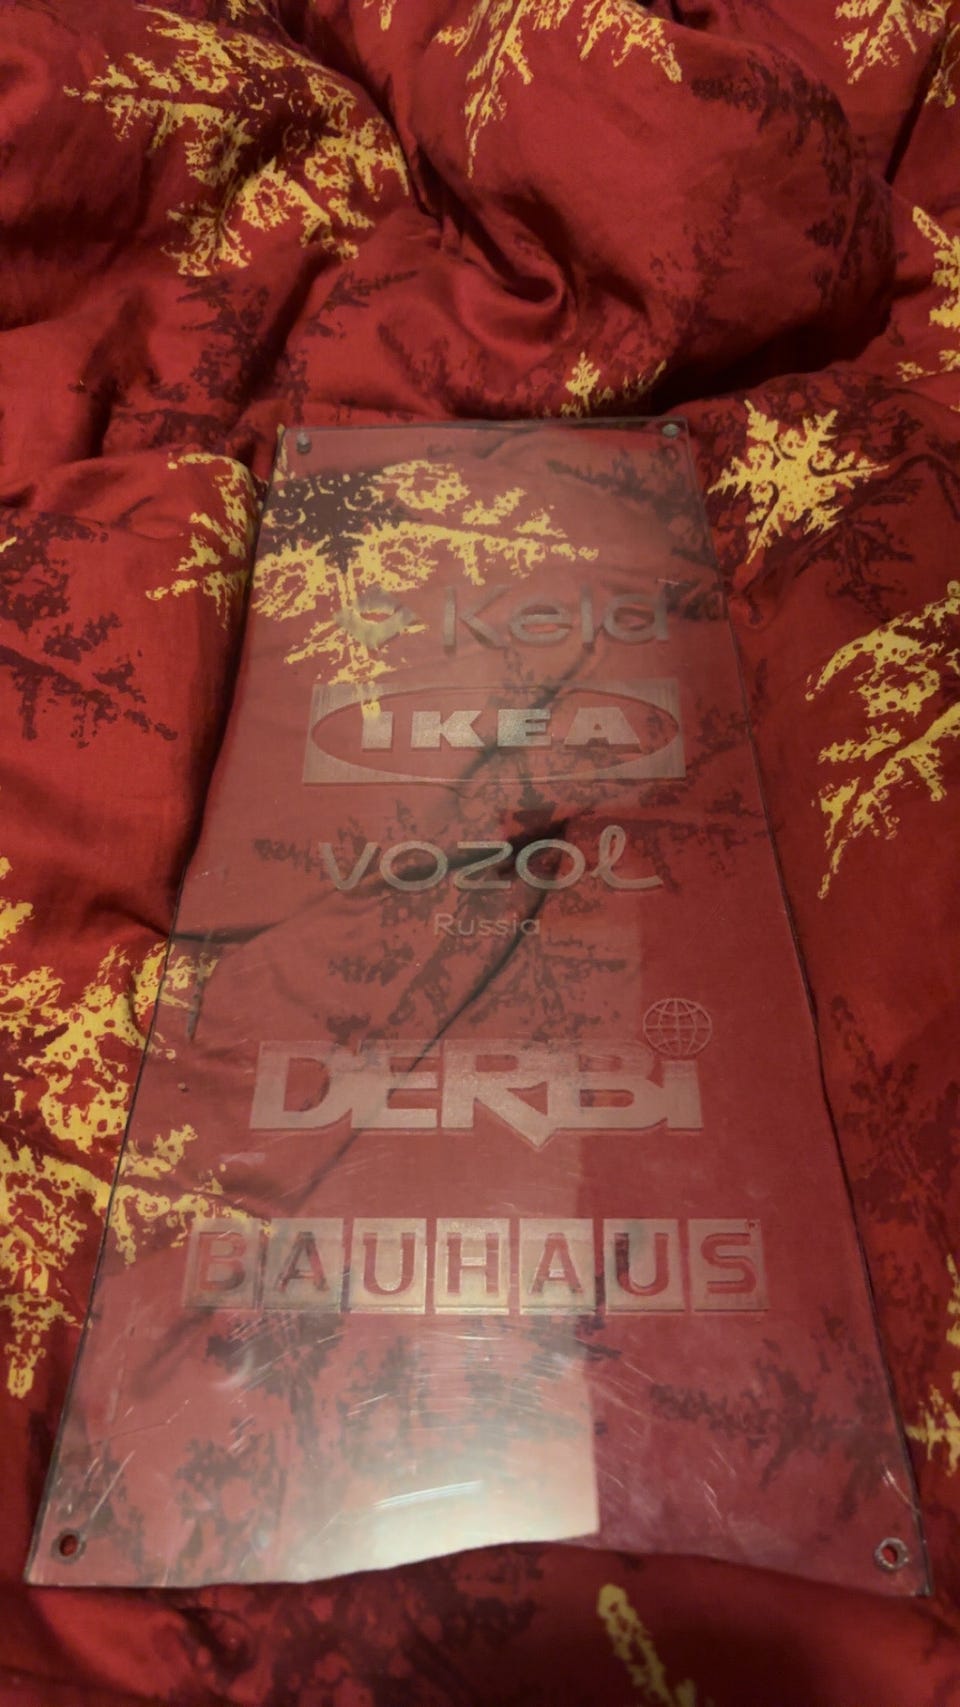 Keld
IKEA
VOZOL
Russia
DERBi
BAUHAUS